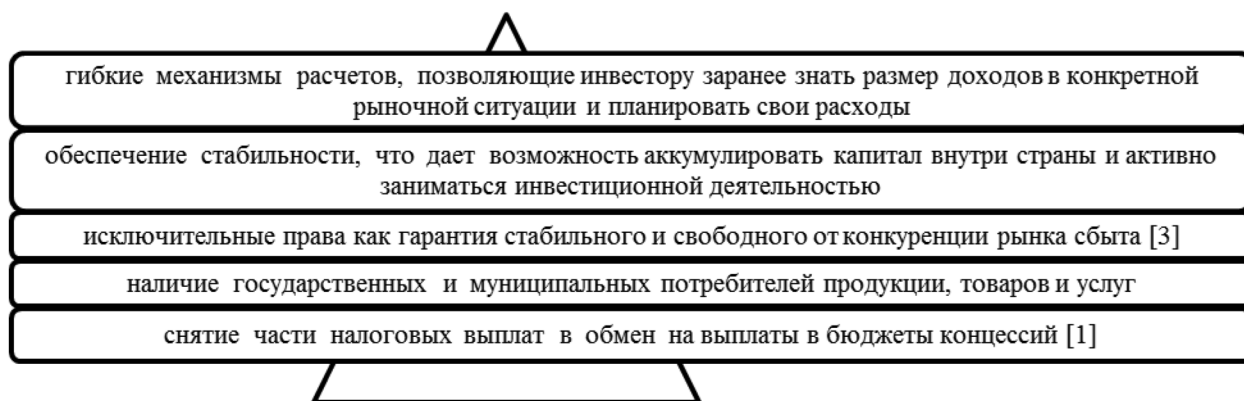 гибкие механизмы расчетов, позволяющие инвестору заранее знать размер доходов в конкретной
рыночной ситуации и планировать свои расходы
обеспечение стабильности, что дает возможность аккумулировать капитал внутри страны и активно
заниматься инвестиционной деятельностью
исключительные права как гарантия стабильного и свободного от конкуренции рынка сбыта [3]
наличие государственных и муниципальных потребителей продукции, товаров и услуг
снятие части налоговых выплат в обмен на выплаты в бюджеты концессий [1]